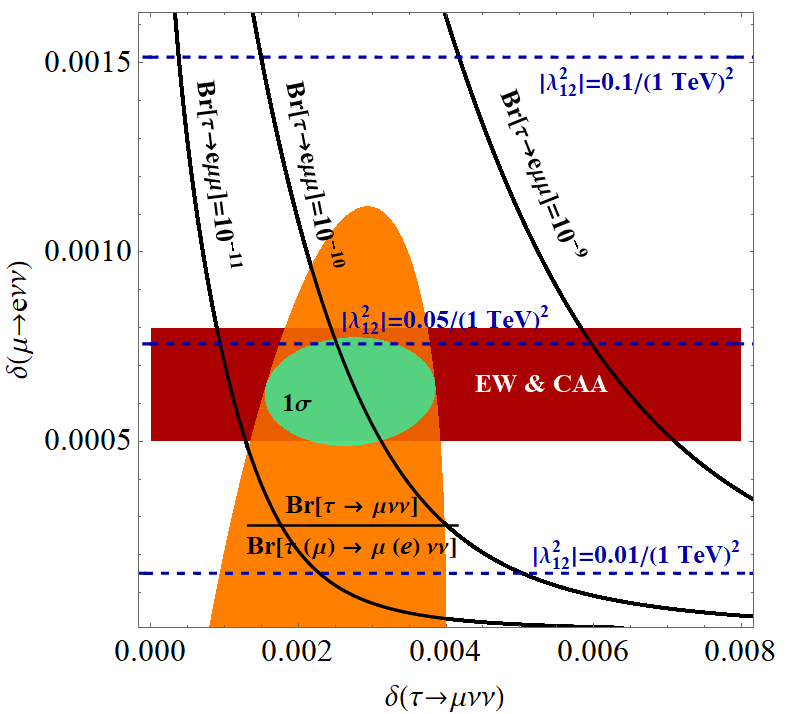 0.0015
0.0010
0.0005
δ(μ→eνν)
|λ²₁₂|=0.1/(1 TeV)²
Br[τ→eμμ]=10⁻¹¹
Br[τ→eμμ]=10⁻¹⁰
Br[τ→eμμ]=10⁻⁹
|λ²₁₂|=0.05/(1 TeV)²
EW & CAA
1σ
Br[τ → μνν]
Br[τ (μ) → μ (e) νν]
|λ²₁₂|=0.01/(1 TeV)²
0.000 0.002 0.004 0.006 0.008
δ(τ→μνν)